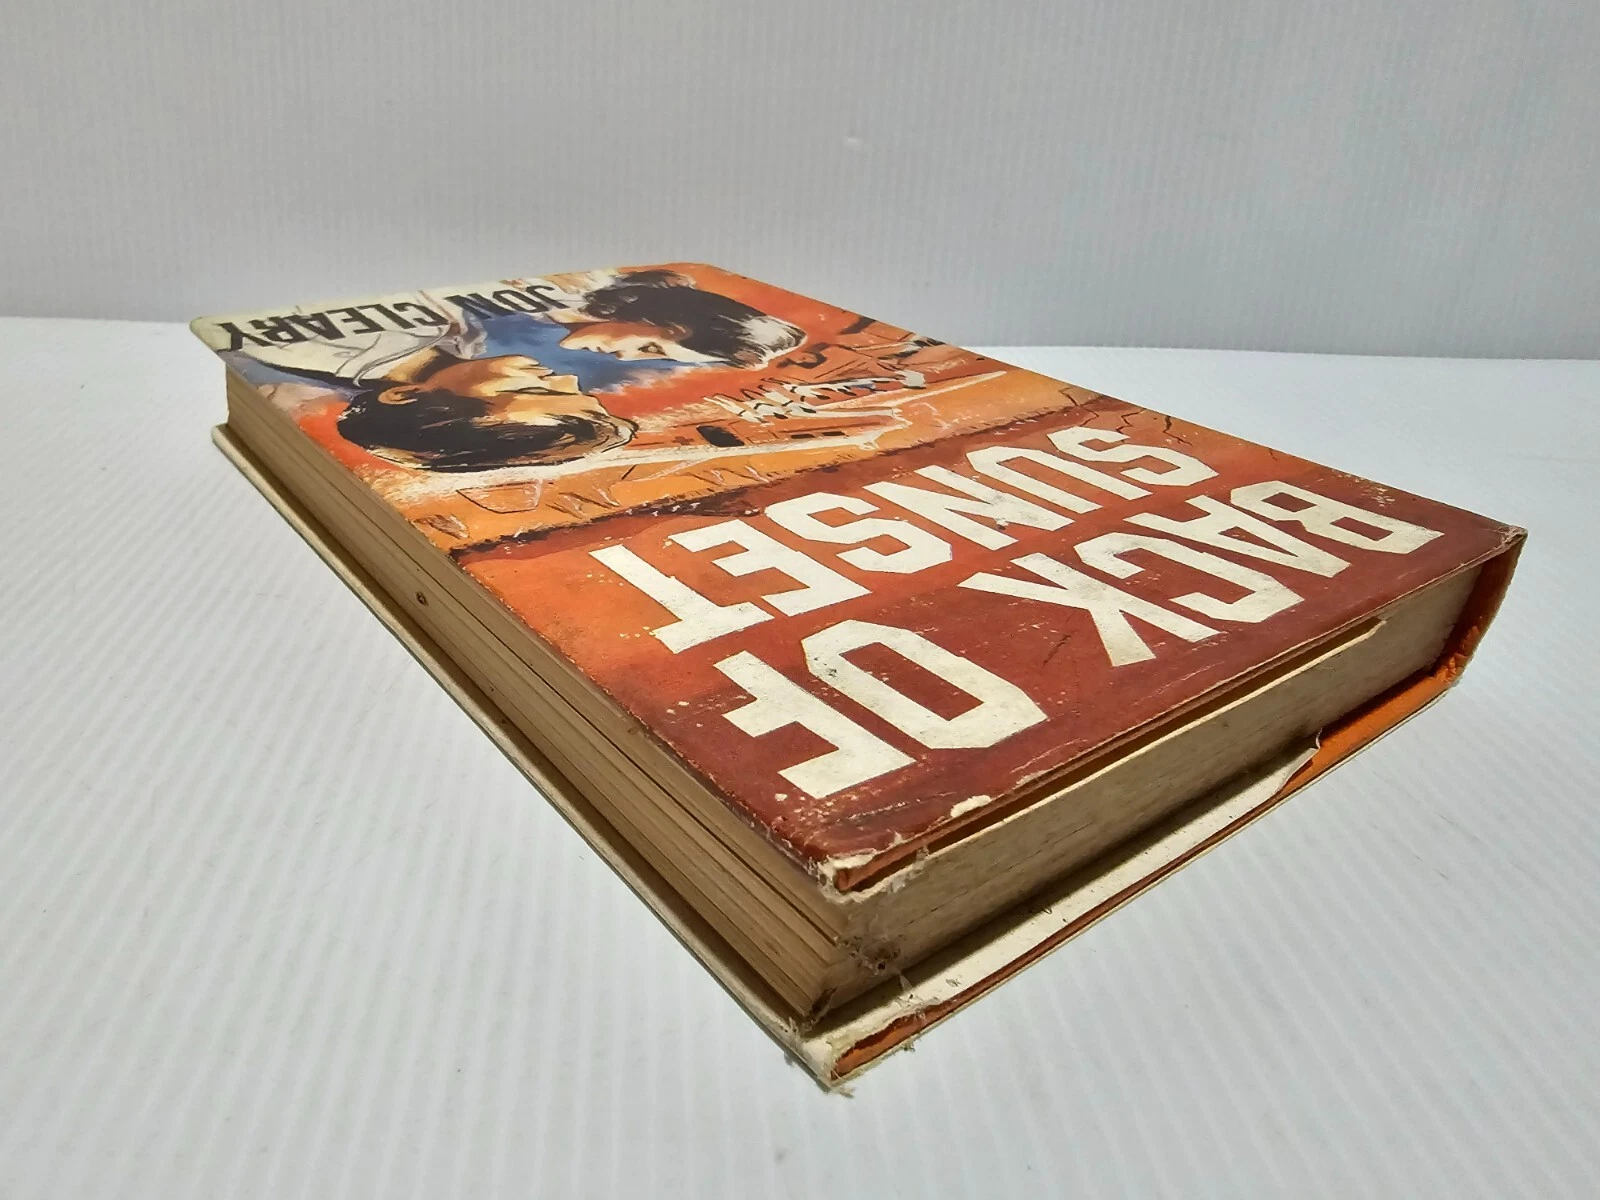 BACK
OF
SUNSET
JON CLEARY